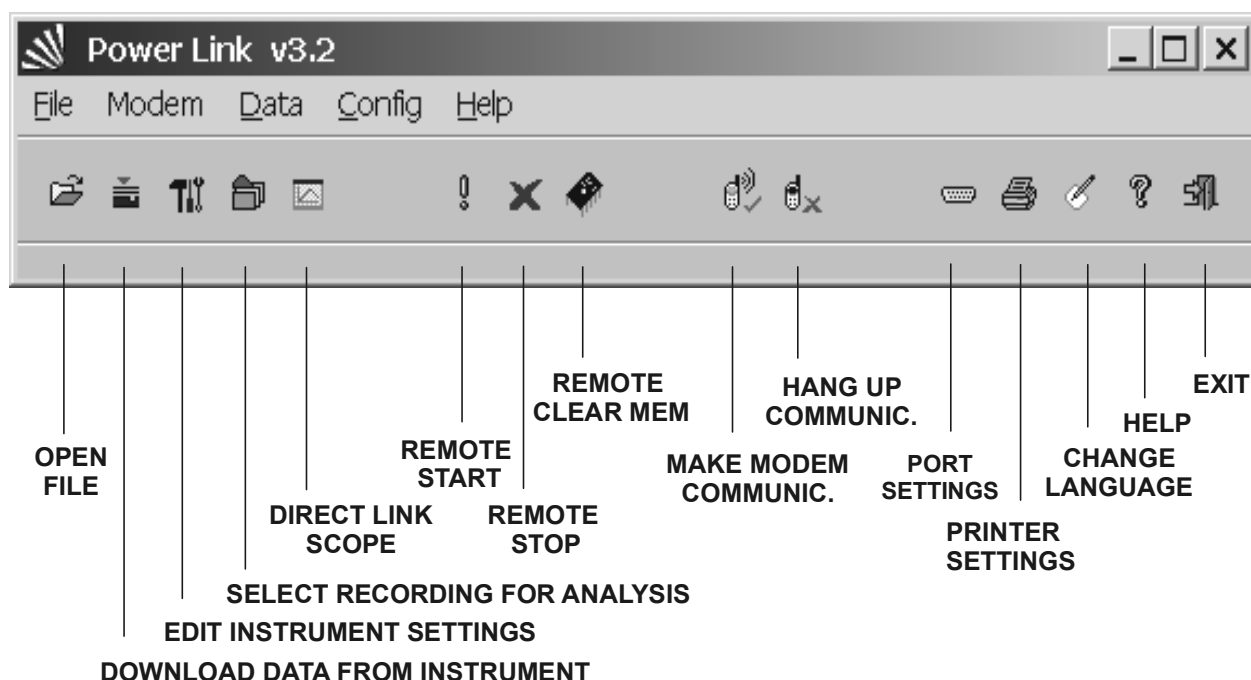 Power Link v3.2
File Modem Data Config Help
OPEN
FILE
DOWNLOAD DATA FROM INSTRUMENT
EDIT INSTRUMENT SETTINGS
SELECT RECORDING FOR ANALYSIS
DIRECT LINK
SCOPE
REMOTE
START
REMOTE
STOP
REMOTE
CLEAR MEM
MAKE MODEM
COMMUNIC.
HANG UP
COMMUNIC.
PORT
SETTINGS
PRINTER
SETTINGS
CHANGE
LANGUAGE
HELP
EXIT